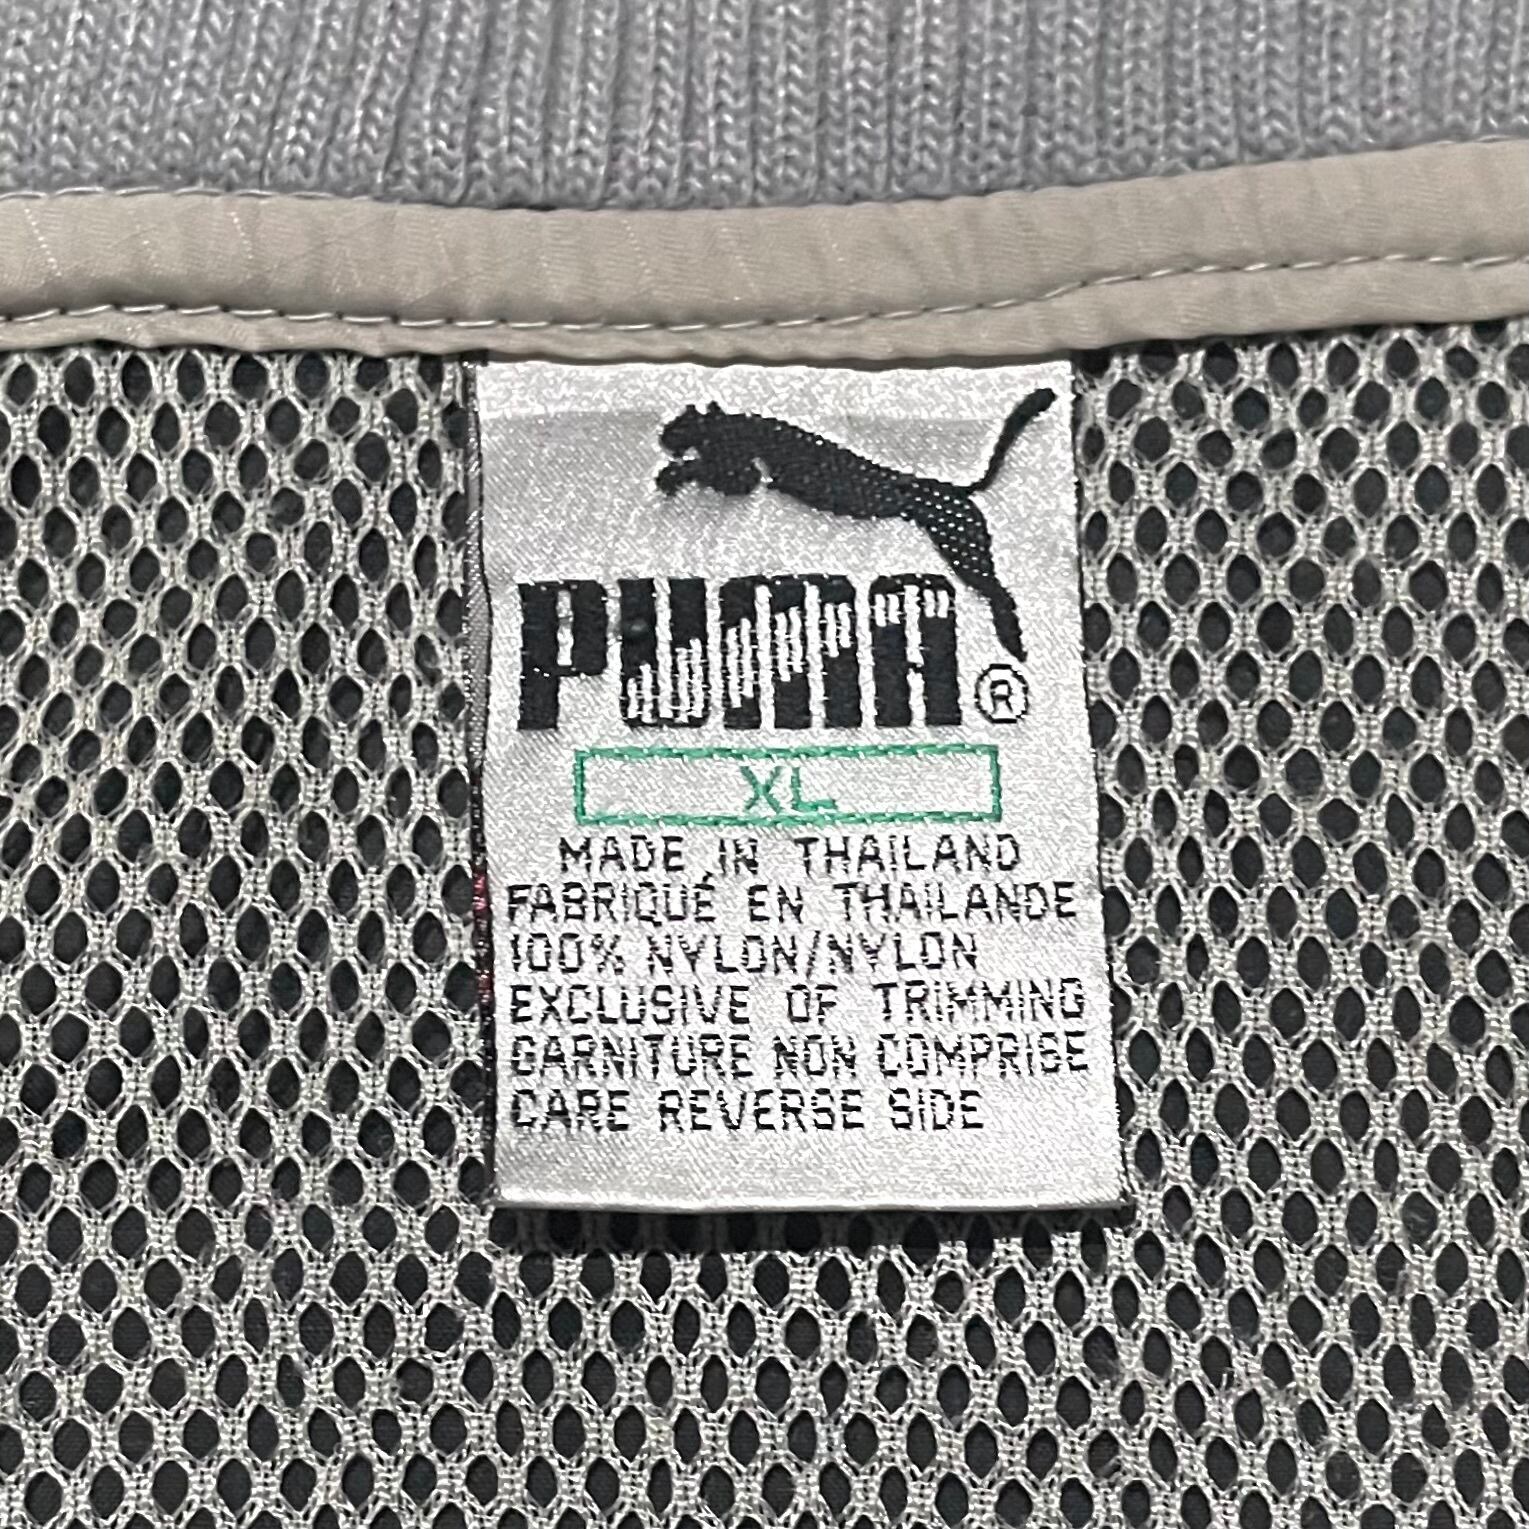 PUMA®
XL
MADE IN THAILAND
FABRIQUÉ EN THAILANDE
100% NYLON/NYLON
EXCLUSIVE OF TRIMMING
GARNITURE NON COMPRISE
CARE REVERSE SIDE